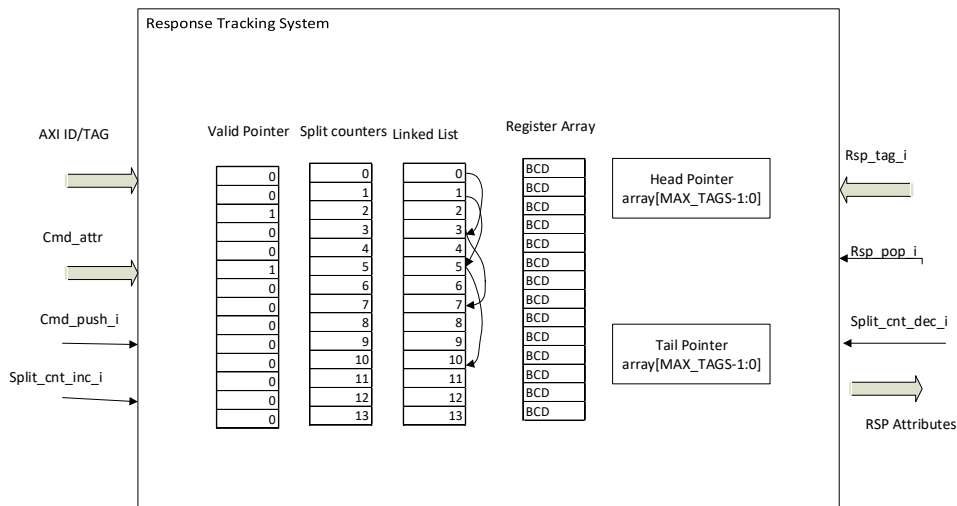 Response Tracking System
AXI ID/TAG
Cmd_attr
Cmd_push_i
Split_cnt_inc_i
Valid Pointer
0
0
1
0
0
1
0
0
0
0
0
0
0
0
Split counters
0
1
2
3
4
5
6
7
8
9
10
11
12
13
Linked List
0
1
2
3
4
5
6
7
8
9
10
11
12
13
Register Array
BCD
BCD
BCD
BCD
BCD
BCD
BCD
BCD
BCD
BCD
BCD
BCD
BCD
BCD
Head Pointer
array[MAX_TAGS-1:0]
Tail Pointer
array[MAX_TAGS-1:0]
Rsp_tag_i
Rsp_pop_i
Split_cnt_dec_i
RSP Attributes